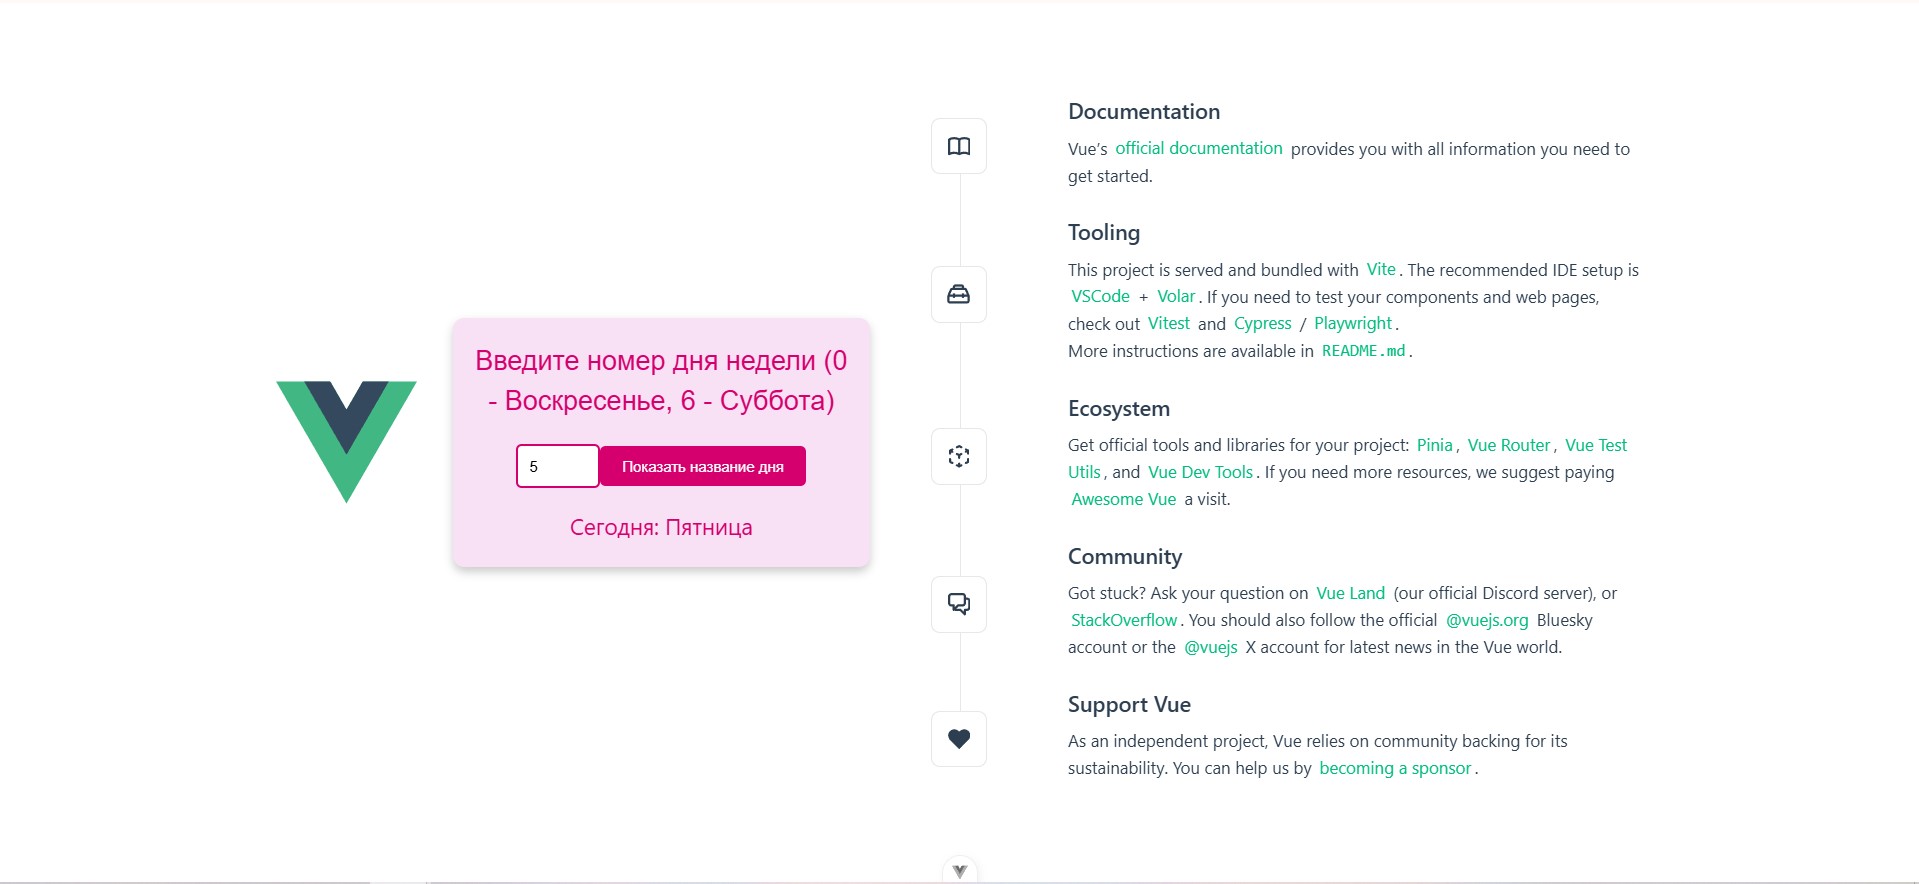 Введите номер дня недели (0
- Воскресенье, 6 - Суббота)
5
Показать название дня
Сегодня: Пятница
Documentation
Vue’s official documentation provides you with all information you need to
get started.
Tooling
This project is served and bundled with Vite. The recommended IDE setup is
VSCode + Volar. If you need to test your components and web pages,
check out Vitest and Cypress / Playwright.
More instructions are available in README.md.
Ecosystem
Get official tools and libraries for your project: Pinia, Vue Router, Vue Test
Utils, and Vue Dev Tools. If you need more resources, we suggest paying
Awesome Vue a visit.
Community
Got stuck? Ask your question on Vue Land (our official Discord server), or
StackOverflow. You should also follow the official @vuejs.org Bluesky
account or the @vuejs X account for latest news in the Vue world.
Support Vue
As an independent project, Vue relies on community backing for its
sustainability. You can help us by becoming a sponsor.